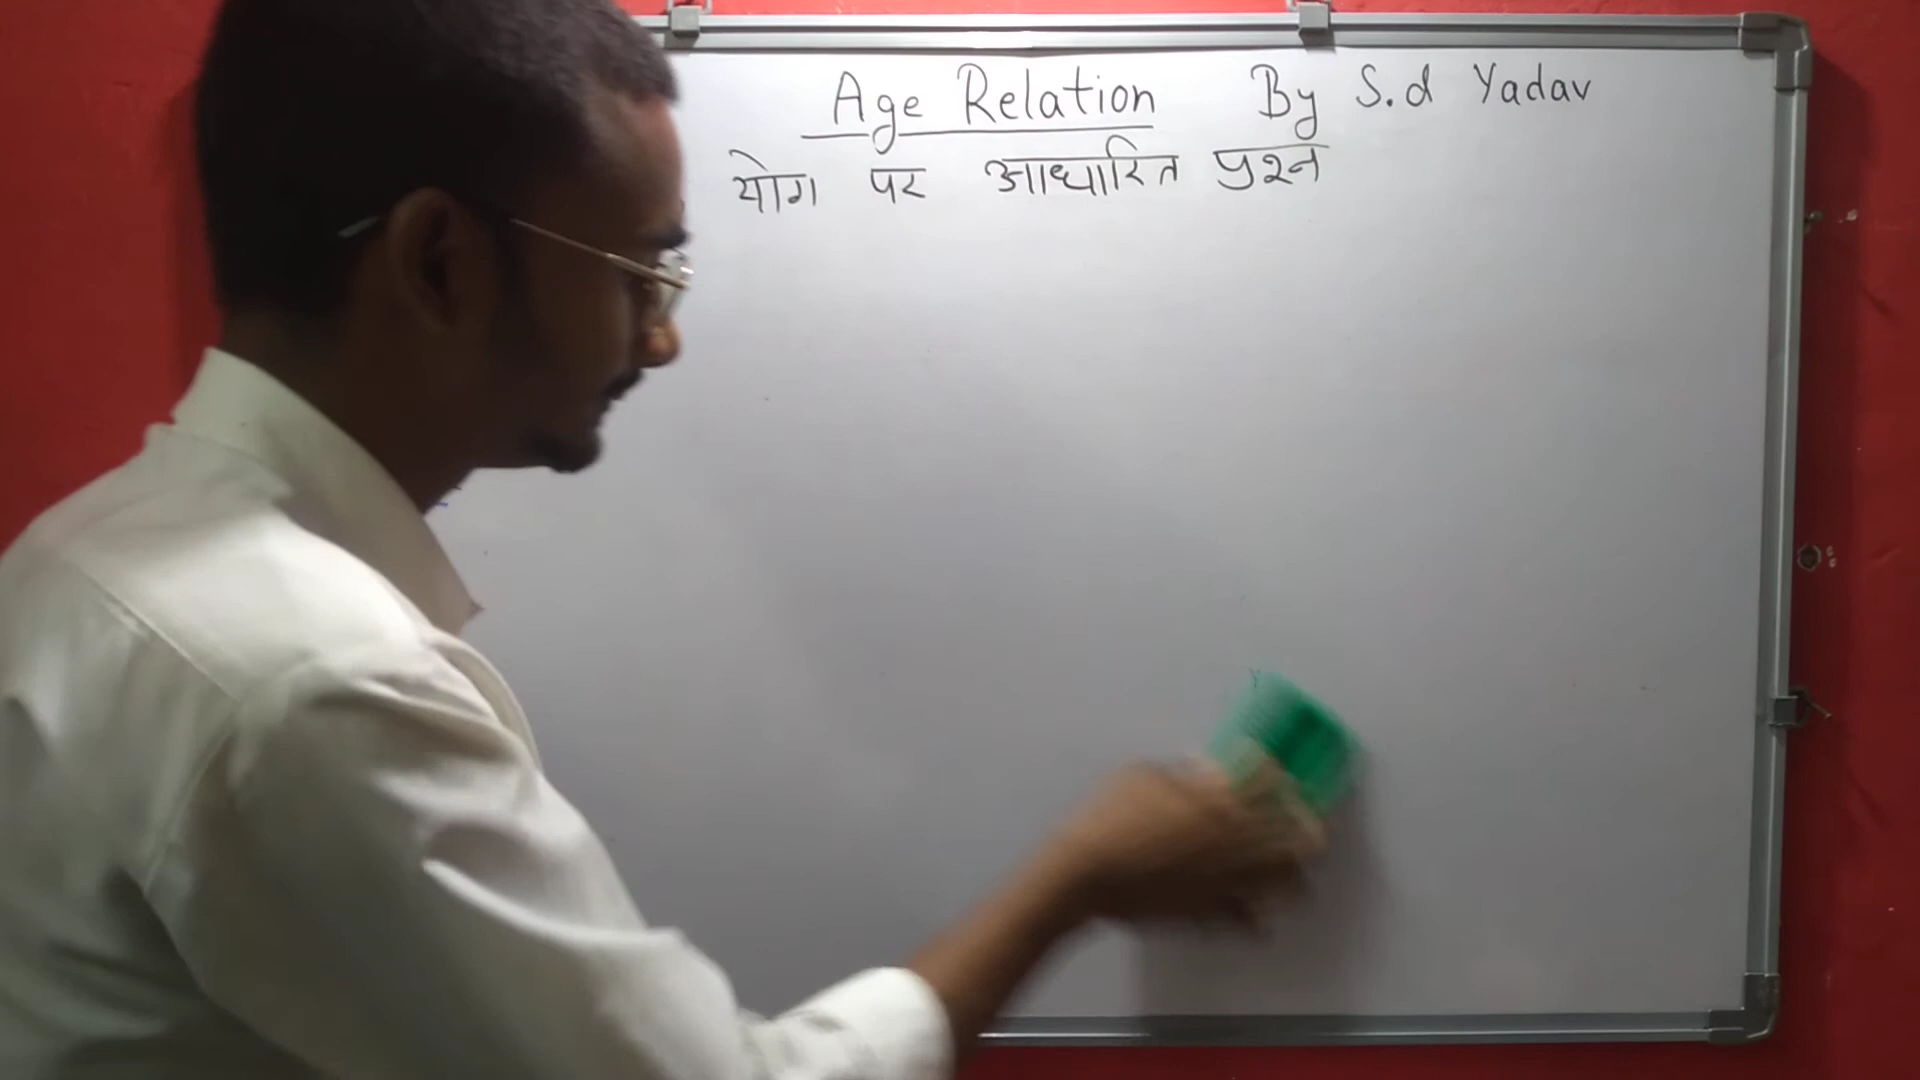 Age Relation By S.d Yadav
योग पर आधारित प्रश्न